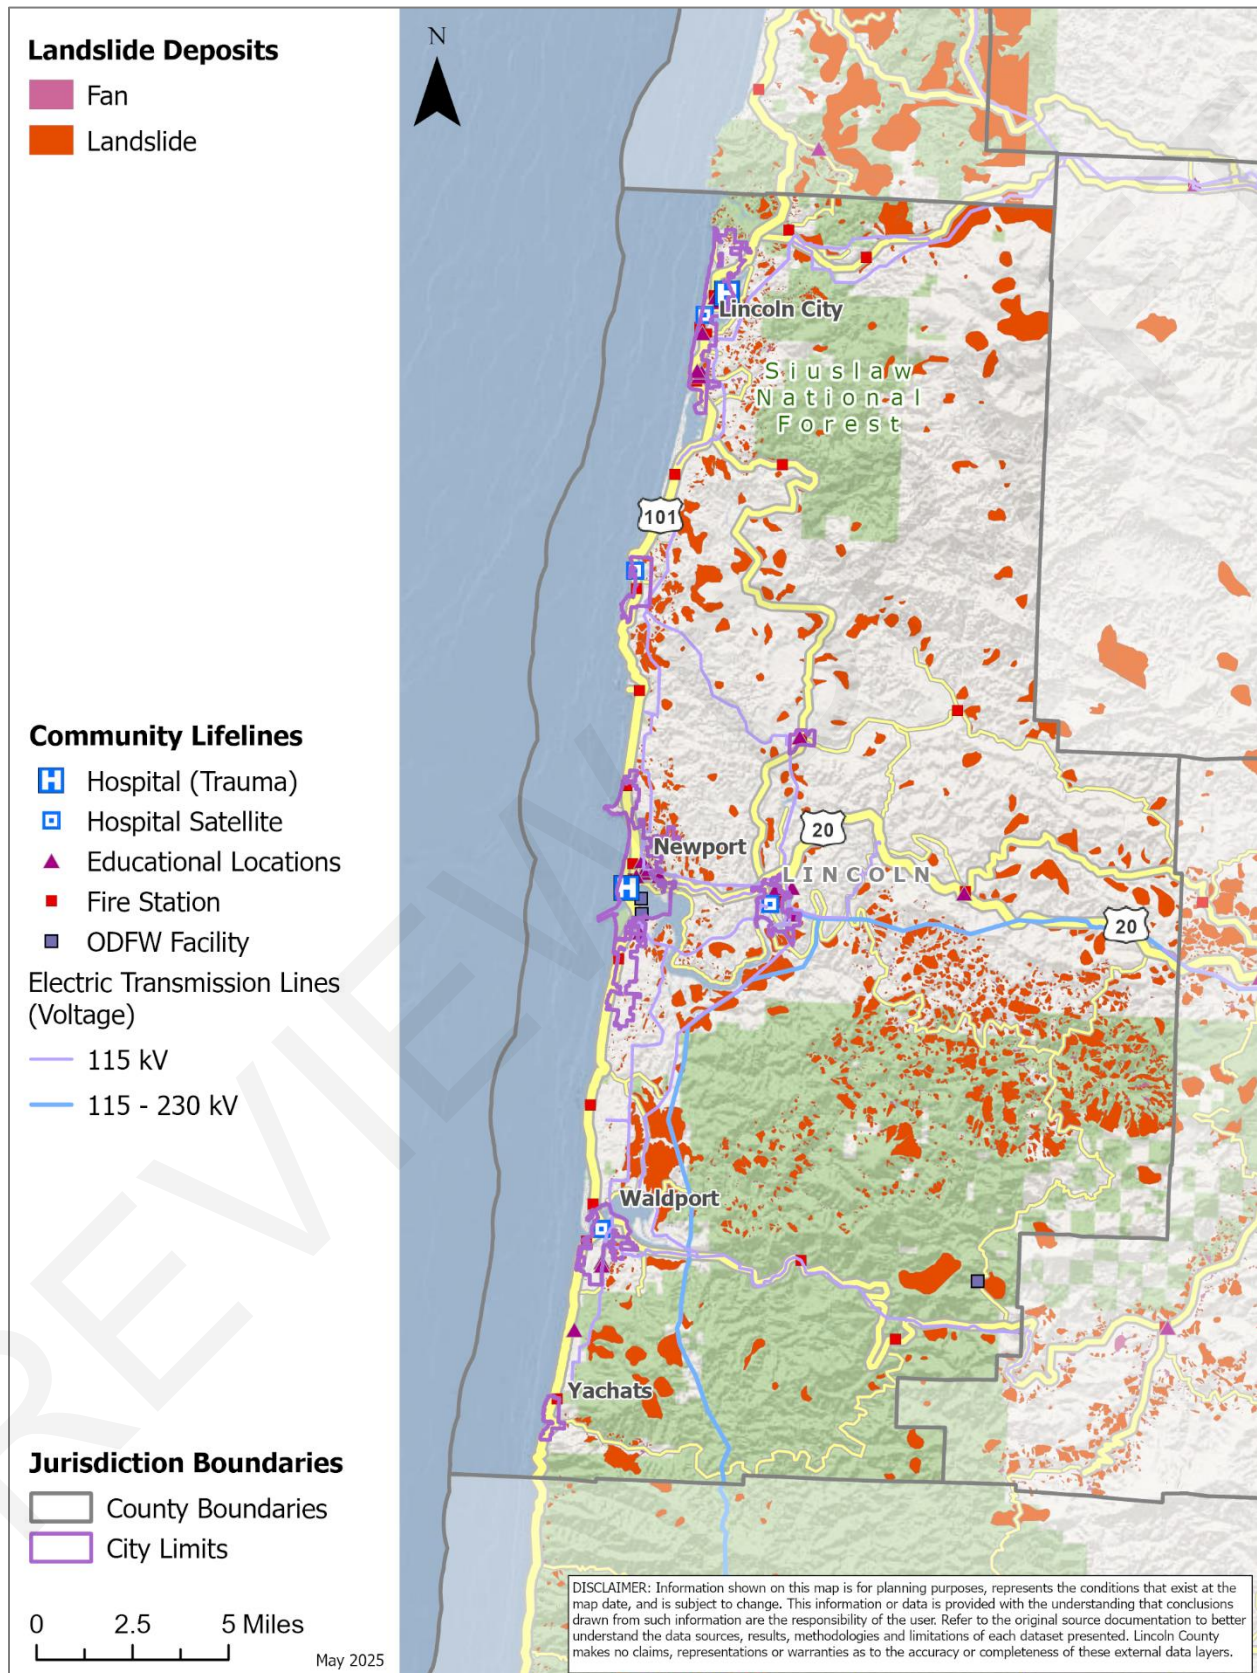 Landslide Deposits
Fan
Landslide
Community Lifelines
Hospital (Trauma)
Hospital Satellite
Educational Locations
Fire Station
ODFW Facility
Electric Transmission Lines
(Voltage)
115 kV
115 - 230 kV
Jurisdiction Boundaries
County Boundaries
City Limits
0 2.5 5 Miles
May 2025
N
H
Lincoln City
Siuslaw
National
Forest
101
20
Newport
LINCOLN
H
20
Waldport
Yachats
DISCLAIMER: Information shown on this map is for planning purposes, represents the conditions that exist at the
map date, and is subject to change. This information or data is provided with the understanding that conclusions
drawn from such information are the responsibility of the user. Refer to the original source documentation to better
understand the data sources, results, methodologies and limitations of each dataset presented. Lincoln County
makes no claims, representations or warranties as to the accuracy or completeness of these external data layers.
REVIEW